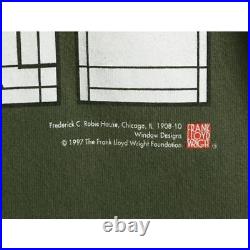 Frederick C. Robie House, Chicago, IL 1908-10
Window Designs
© 1997 The Frank Lloyd Wright Foundation
FRANK
LLOYD
WRIGHT